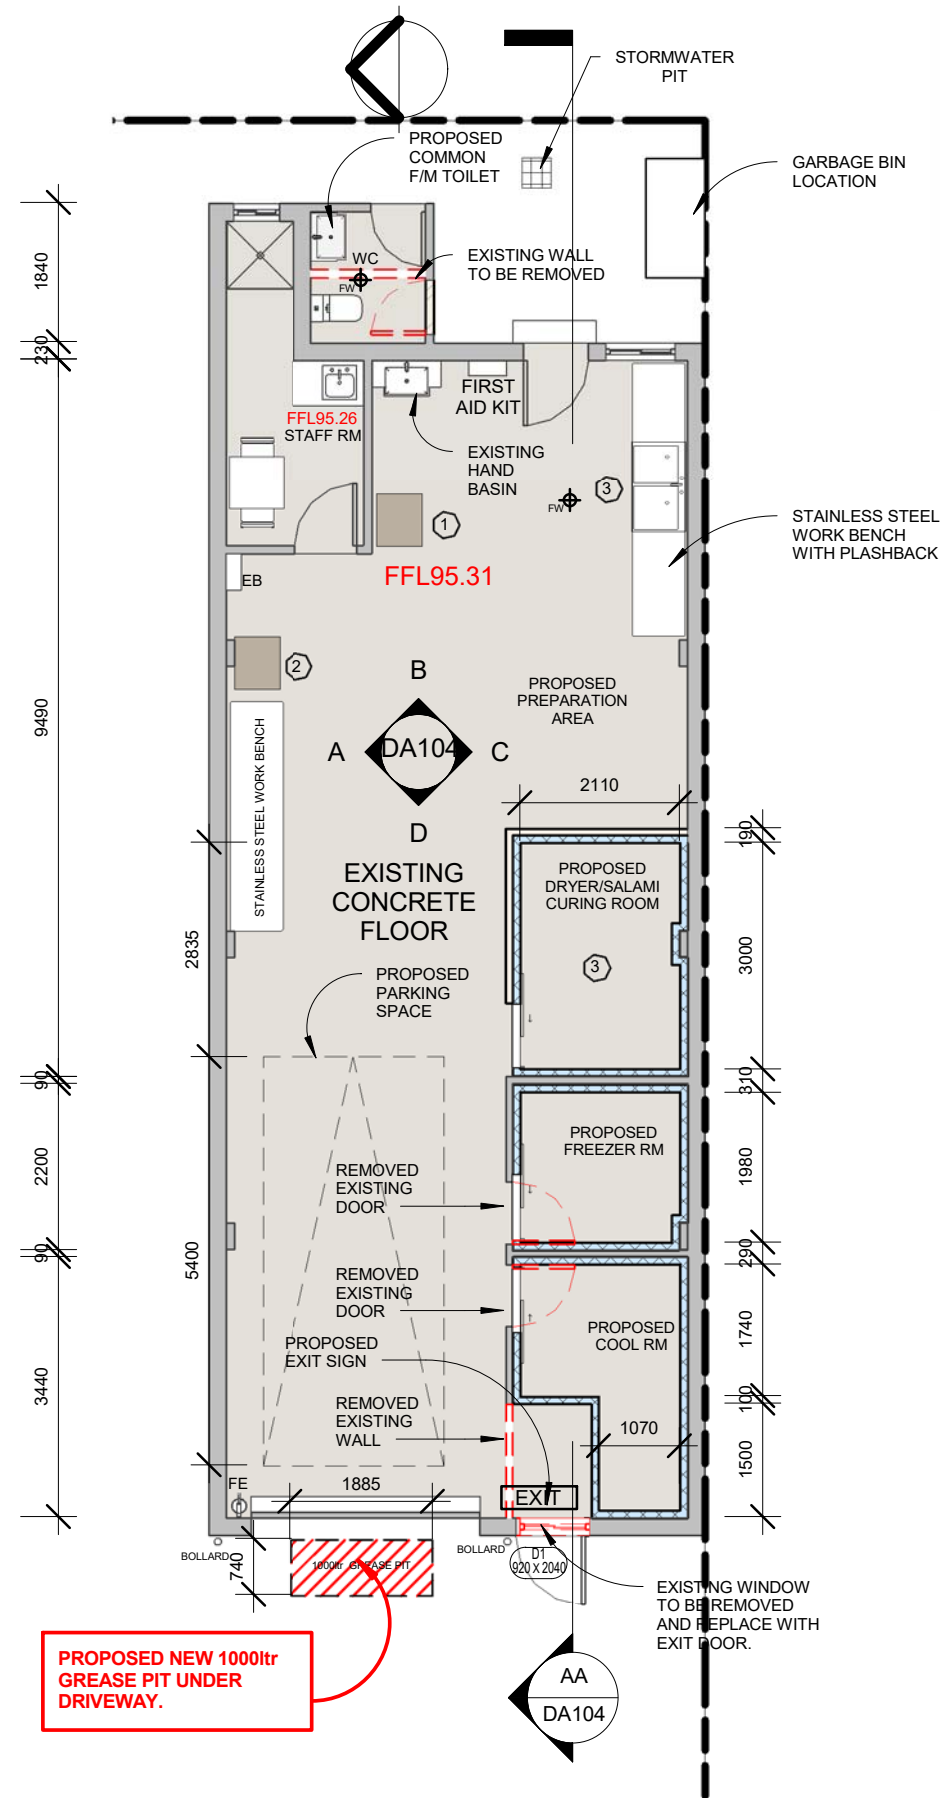 STORMWATER
PIT
PROPOSED
COMMON
F/M TOILET
GARBAGE BIN
LOCATION
WC
FW
EXISTING WALL
TO BE REMOVED
1840
230
FIRST
AID KIT
FFL95.26
STAFF RM
EXISTING
HAND
BASIN
FW
3
1
STAINLESS STEEL
WORK BENCH
WITH PLASHBACK
EB
FFL95.31
2
9490
PROPOSED
PREPARATION
AREA
STAINLESS STEEL WORK BENCH
B
A
DA104
C
D
2110
190
EXISTING
CONCRETE
FLOOR
PROPOSED
DRYER/SALAMI
CURING ROOM
3
3000
2835
PROPOSED
PARKING
SPACE
90
310
2200
PROPOSED
FREEZER RM
1980
REMOVED
EXISTING
DOOR
90
290
5400
REMOVED
EXISTING
DOOR
PROPOSED
COOL RM
1740
PROPOSED
EXIT SIGN
3440
100
REMOVED
EXISTING
WALL
1070
1500
FE
1885
EXIT
BOLLARD
740
1000ltr GREASE PIT
BOLLARD
D1
920 X 2040
EXISTING WINDOW
TO BE REMOVED
AND REPLACE WITH
EXIT DOOR.
PROPOSED NEW 1000ltr
GREASE PIT UNDER
DRIVEWAY.
AA
DA104